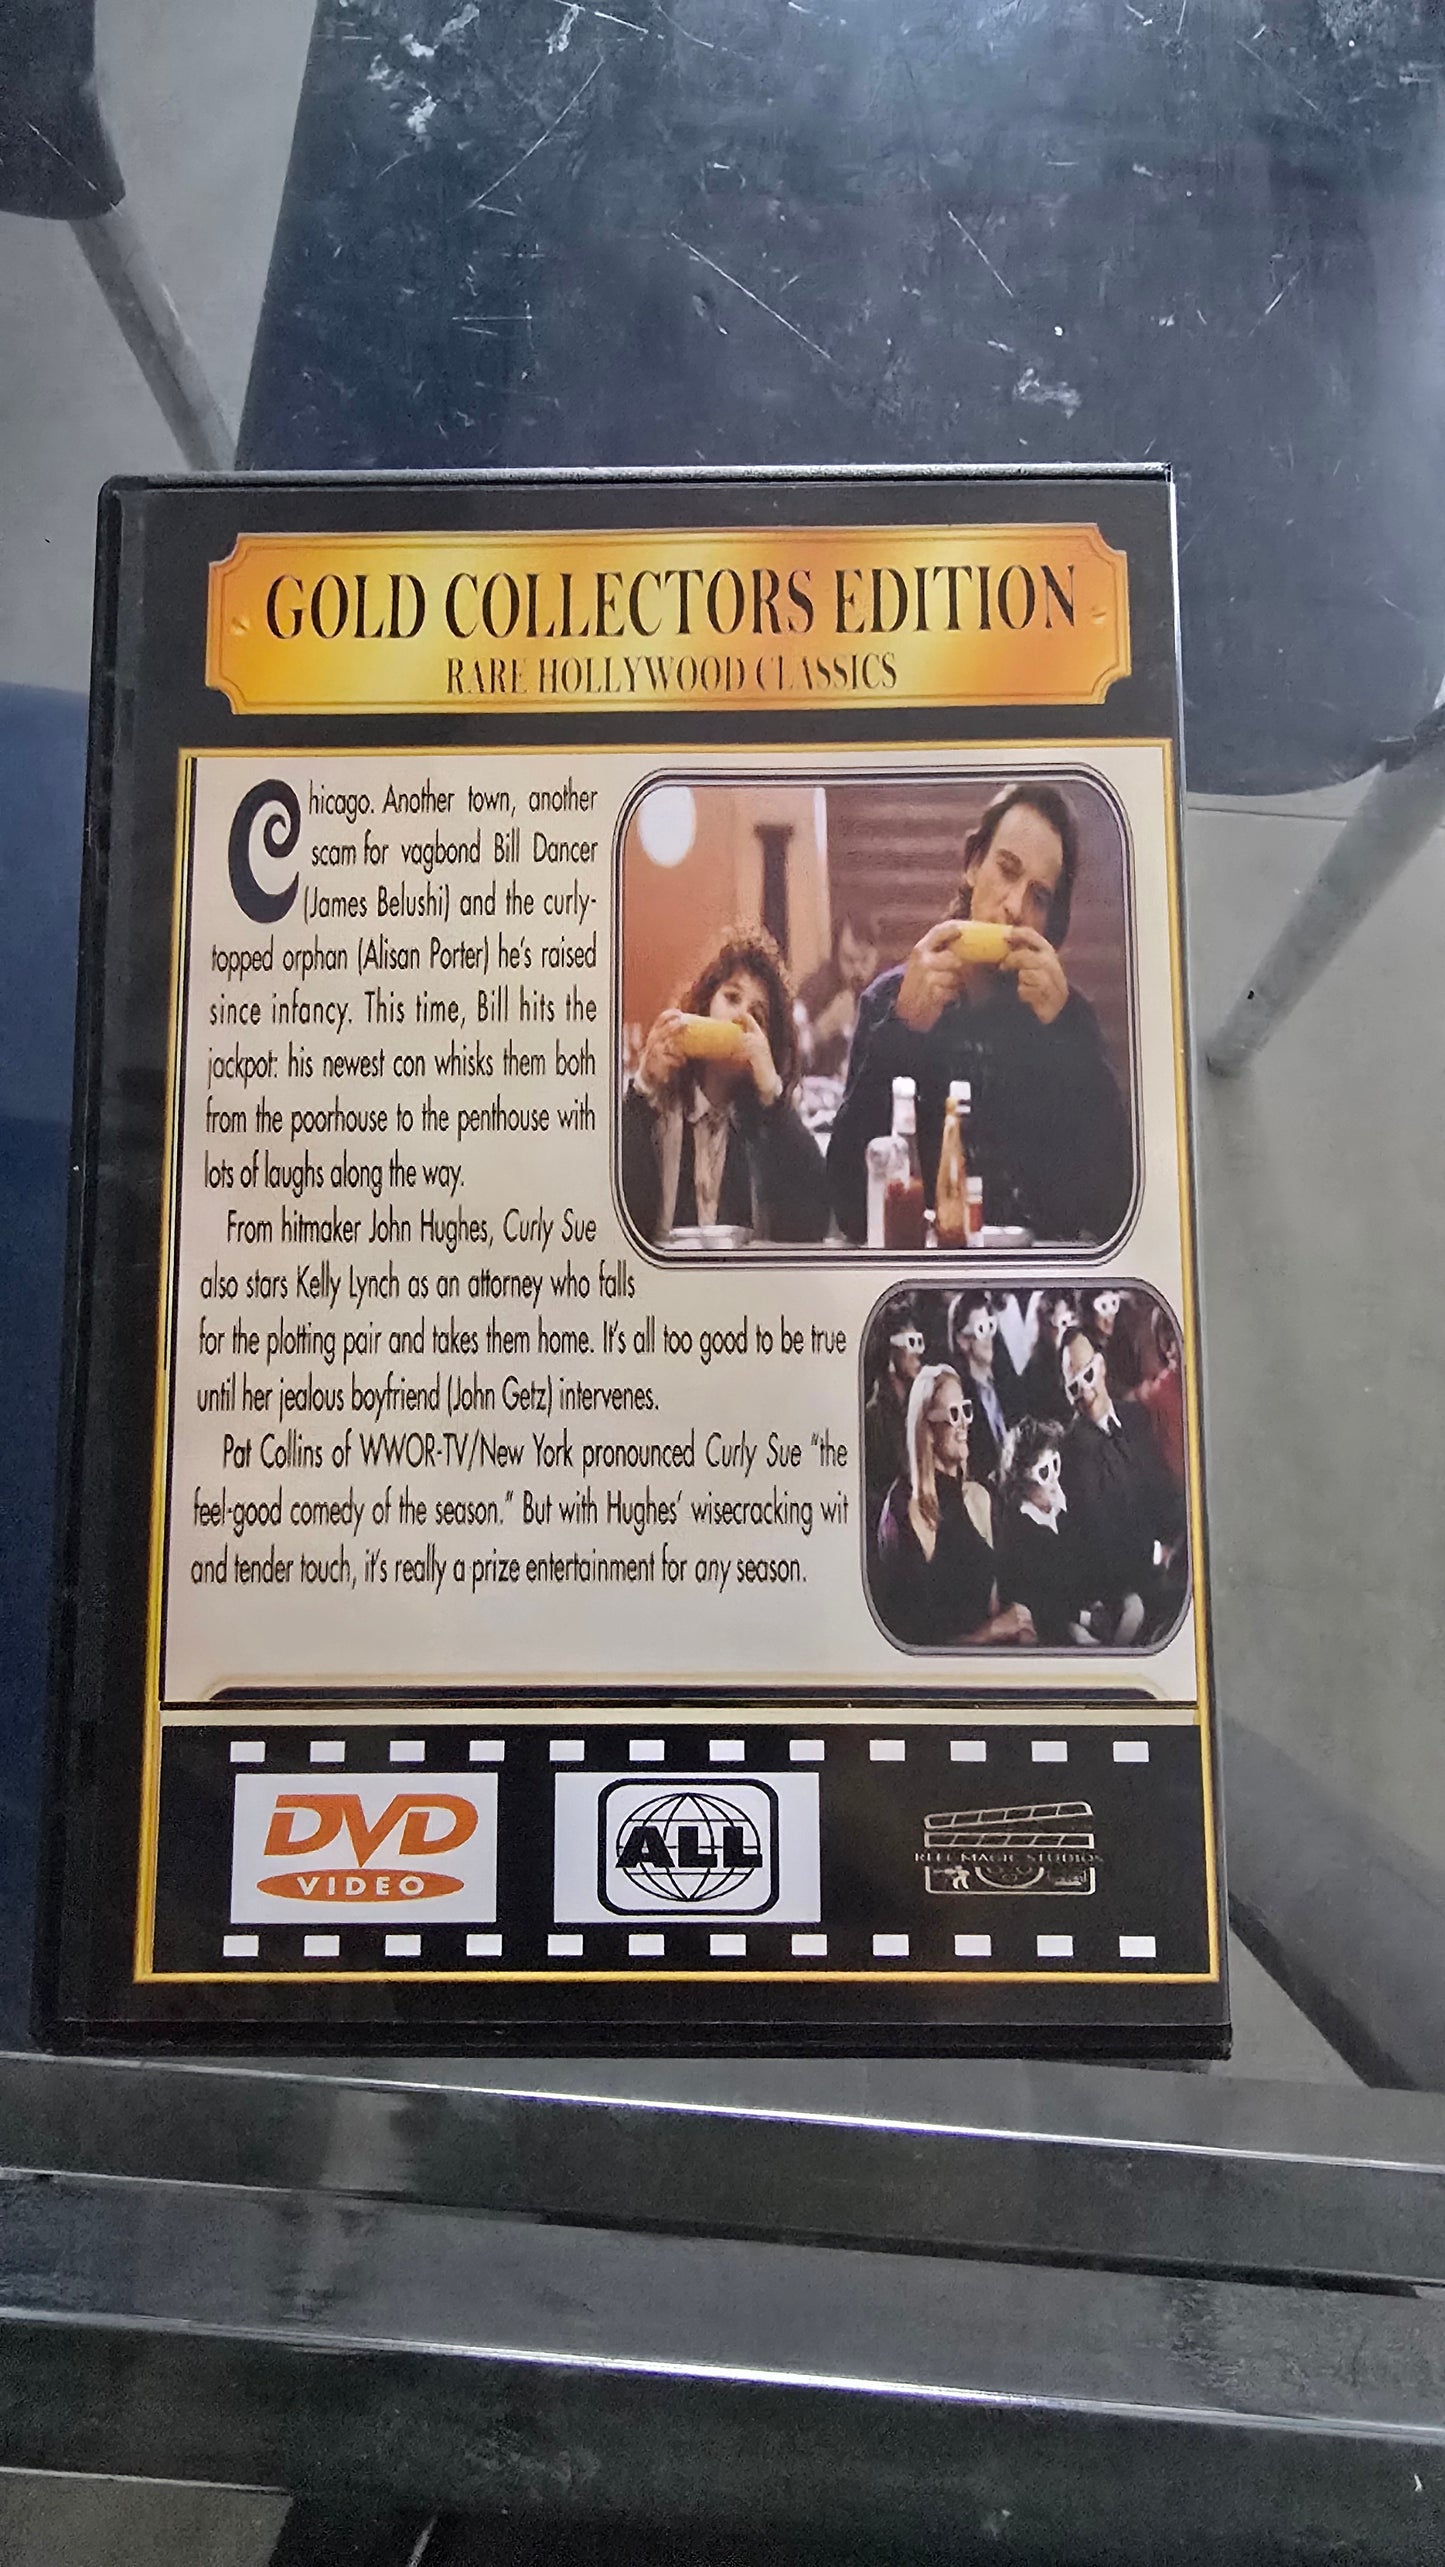 GOLD COLLECTORS EDITION
RARE HOLLYWOOD CLASSICS
Chicago. Another town, another
scam for vagbond Bill Dancer
(James Belushi) and the curly-
topped orphan (Alisan Porter) he's raised
since infancy. This time, Bill hits the
jackpot: his newest con whisks them both
from the poorhouse to the penthouse with
lots of laughs along the way.
From hitmaker John Hughes, Curly Sue
also stars Kelly Lynch as an attorney who falls
for the plotting pair and takes them home. It's all too good to be true
until her jealous boyfriend (John Getz) intervenes.
Pat Collins of WWOR-TV/New York pronounced Curly Sue "the
feel-good comedy of the season." But with Hughes' wisecracking wit
and tender touch, it's really a prize entertainment for any season.
DVD
VIDEO
ALL
REEL MAGIC STUDIOS